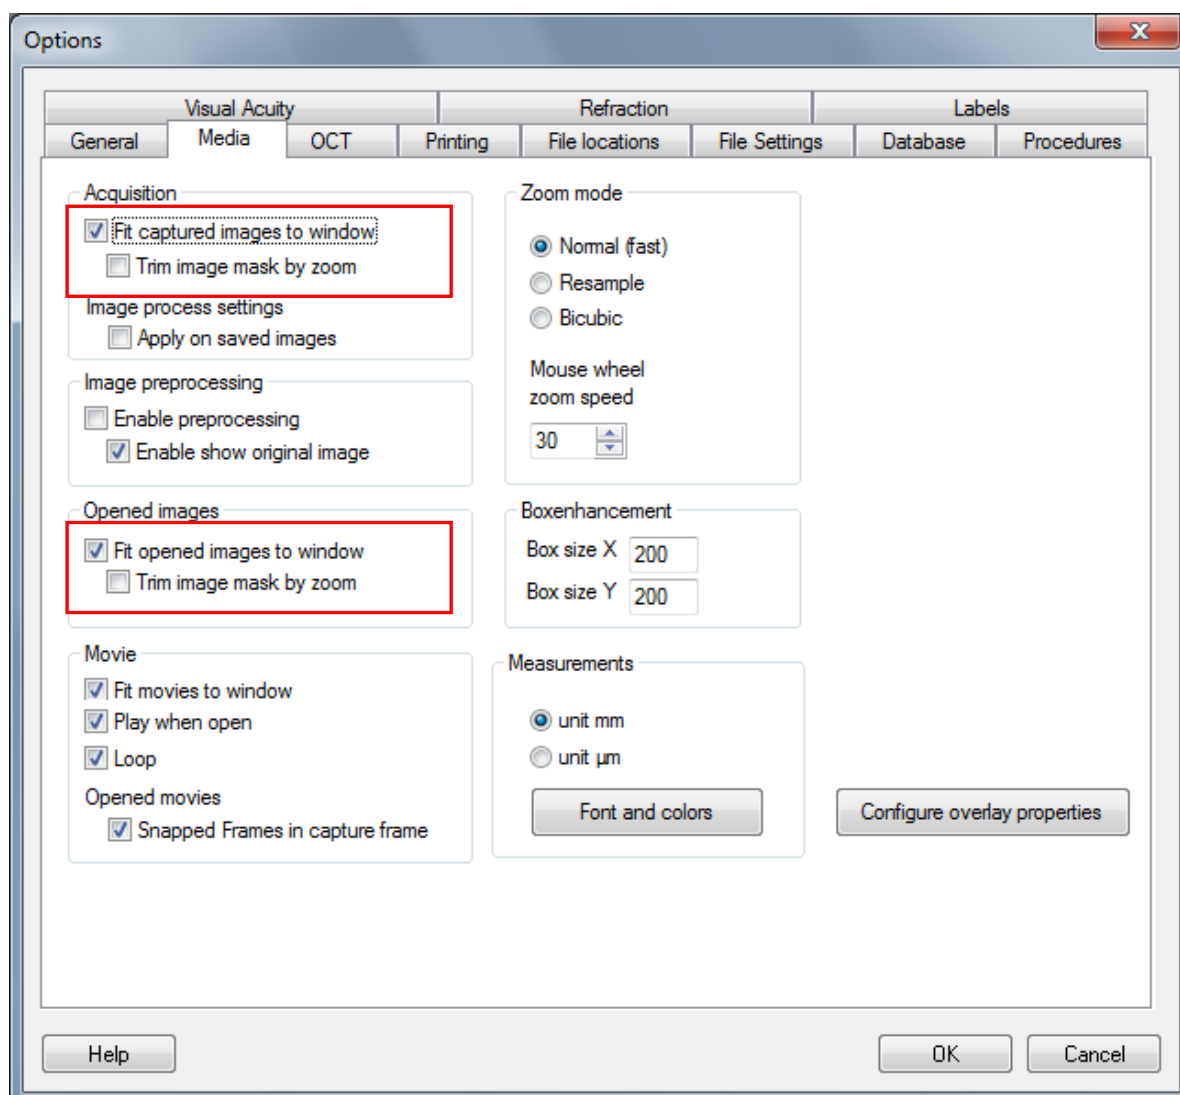 Options
X
Visual Acuity
Refraction
Labels
General
Media
OCT
Printing
File locations
File Settings
Database
Procedures
Acquisition
Fit captured images to window
Trim image mask by zoom
Image process settings
Apply on saved images
Image preprocessing
Enable preprocessing
Enable show original image
Opened images
Fit opened images to window
Trim image mask by zoom
Movie
Fit movies to window
Play when open
Loop
Opened movies
Snapped Frames in capture frame
Zoom mode
Normal (fast)
Resample
Bicubic
Mouse wheel
zoom speed
30
Boxenhancement
Box size X 200
Box size Y 200
Measurements
unit mm
unit µm
Font and colors
Configure overlay properties
Help
OK
Cancel